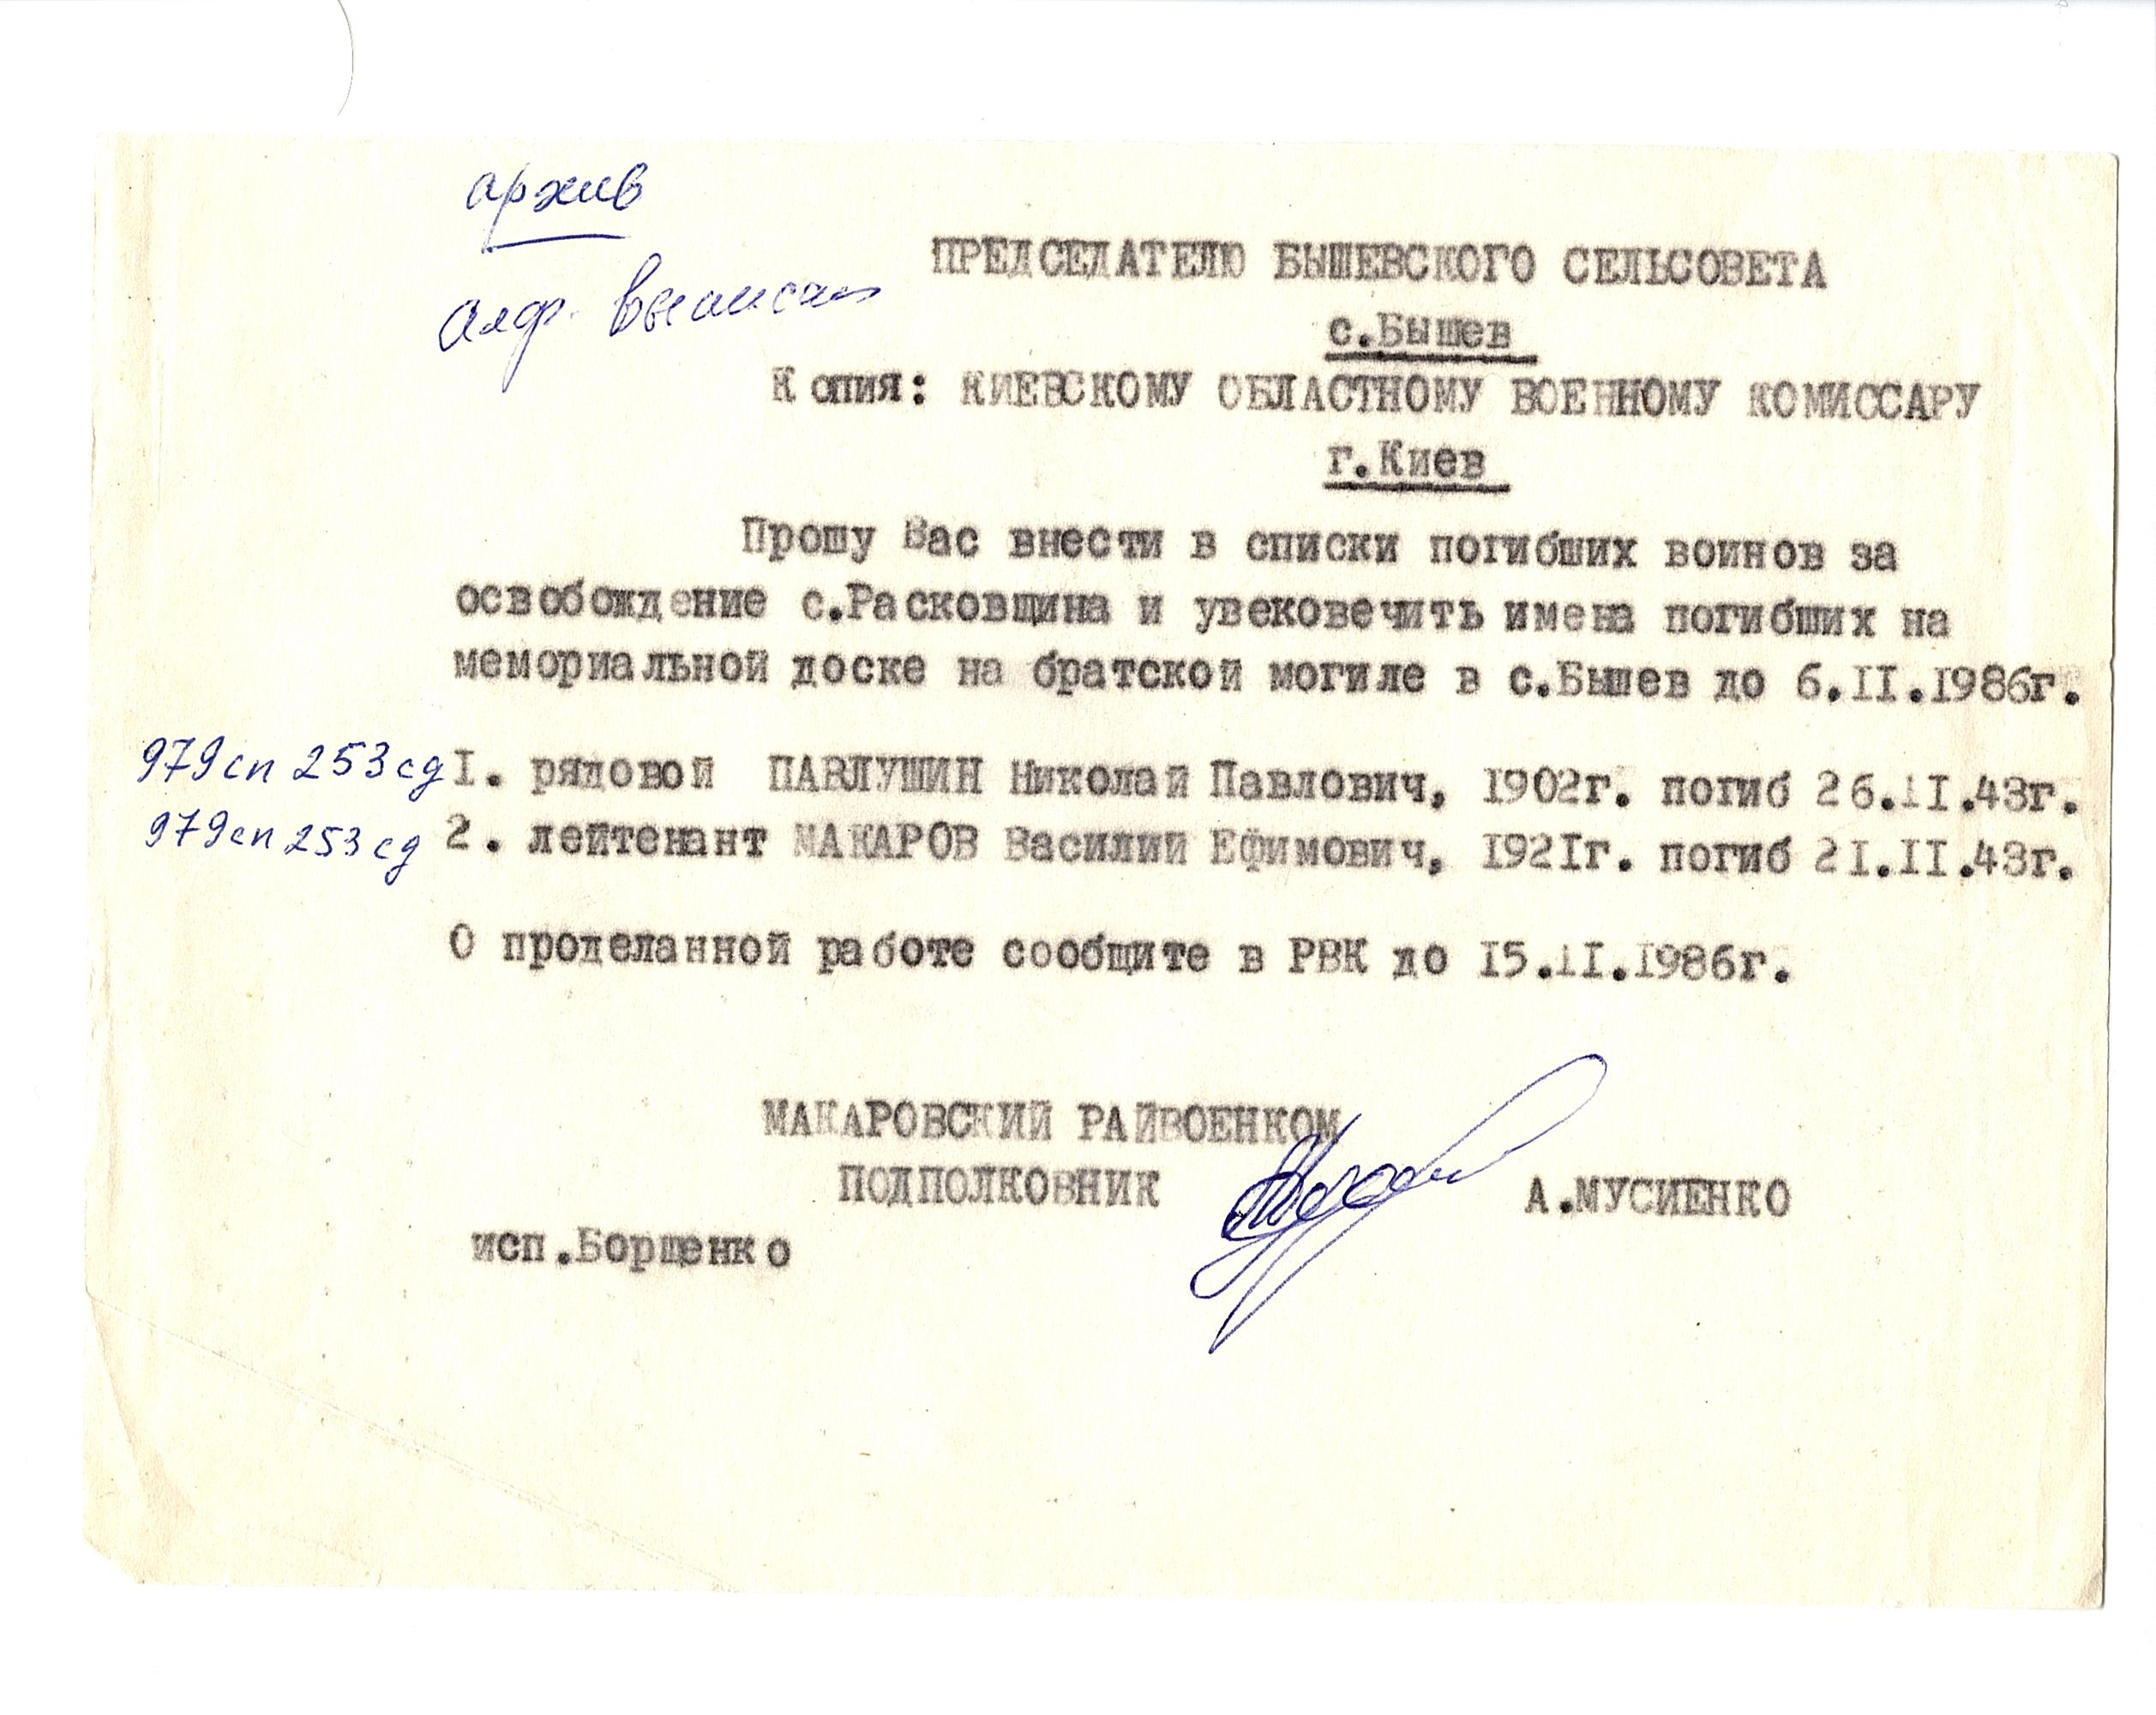 архив
алф. выписан
ПРЕДСЕДАТЕЛЮ БЫШЕВСКОГО СЕЛЬСОВЕТА
с.Бышев
Копия: КИЕВСКОМУ ОБЛАСТНОМУ ВОЕННОМУ КОМИССАРУ
г.Киев
Прошу Вас внести в списки погибших воинов за
освобождение с.Расковщина и увековечить имена погибших на
мемориальной доске на братской могиле в с.Бышев до 6.II.1986г.
979сп 253сд I. рядовой ПАВЛУШИН Николай Павлович, 1902г. погиб 26.II.43г.
979сп 253сд 2. лейтенант МАКАРОВ Василий Ефимович, 192Iг. погиб 2I.II.43г.
О проделанной работе сообщите в РВК до I5.II.1986г.
МАКАРОВСКИЙ РАЙВОЕНКОМ
ПОДПОЛКОВНИК А.МУСИЕНКО
исп.Борщенко